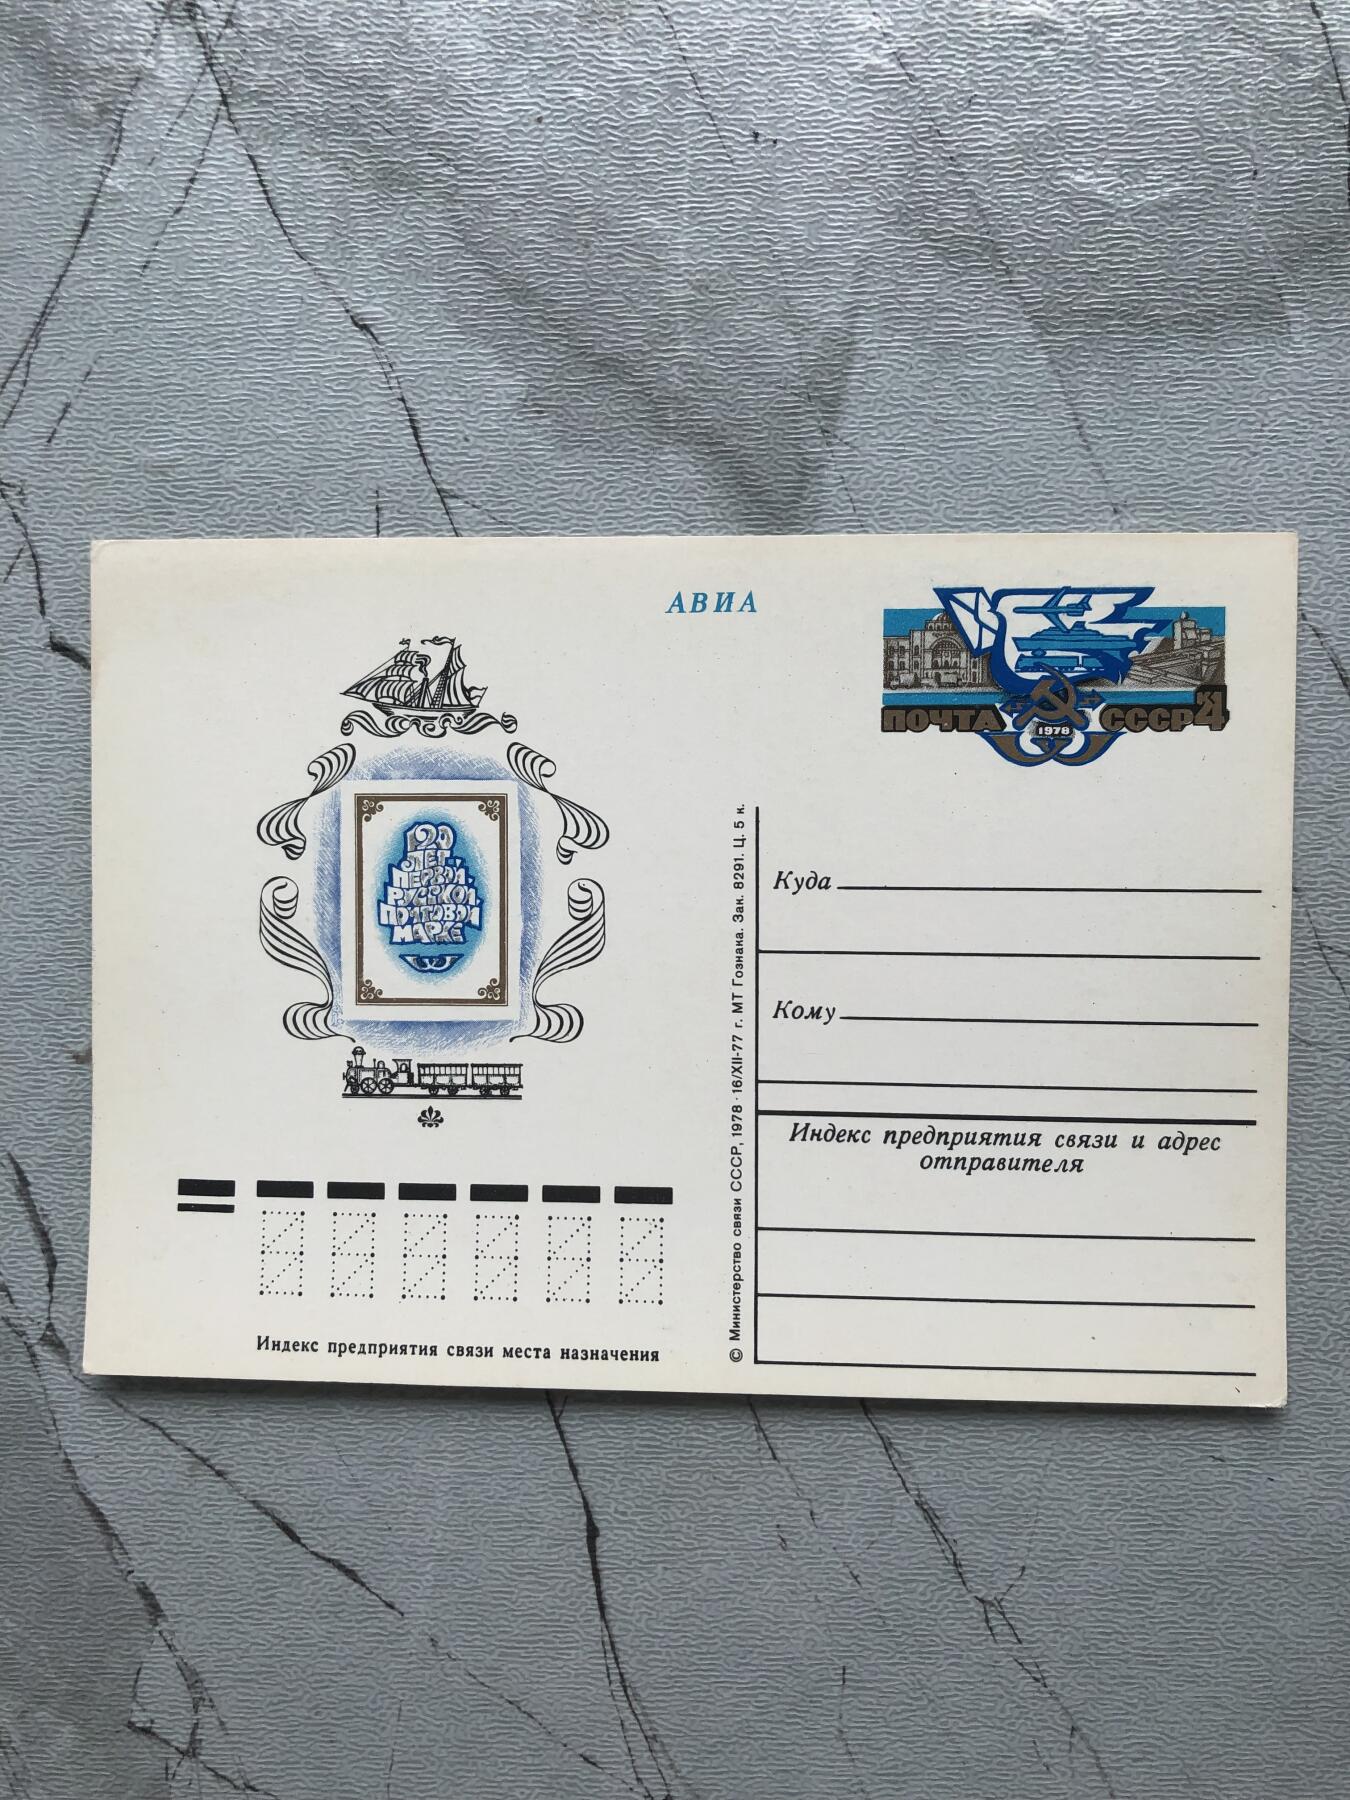 АВИА
ПОЧТА СССР 4 К
1978
120
ЛЕТ
ПЕРВОЙ
РУССКОЙ
ПОЧТОВОЙ
МАРКЕ
Куда
Кому
Индекс предприятия связи и адрес
отправителя
© Министерство связи СССР, 1978 · 16/XII-77 г. МТ Гознака. Зак. 8291. Ц. 5 к.
Индекс предприятия связи места назначения